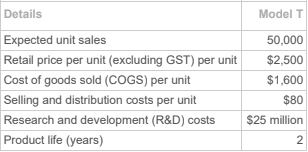 Details Model T
Expected unit sales 50,000
Retail price per unit (excluding GST) per unit $2,500
Cost of goods sold (COGS) per unit $1,600
Selling and distribution costs per unit $80
Research and development (R&D) costs $25 million
Product life (years) 2